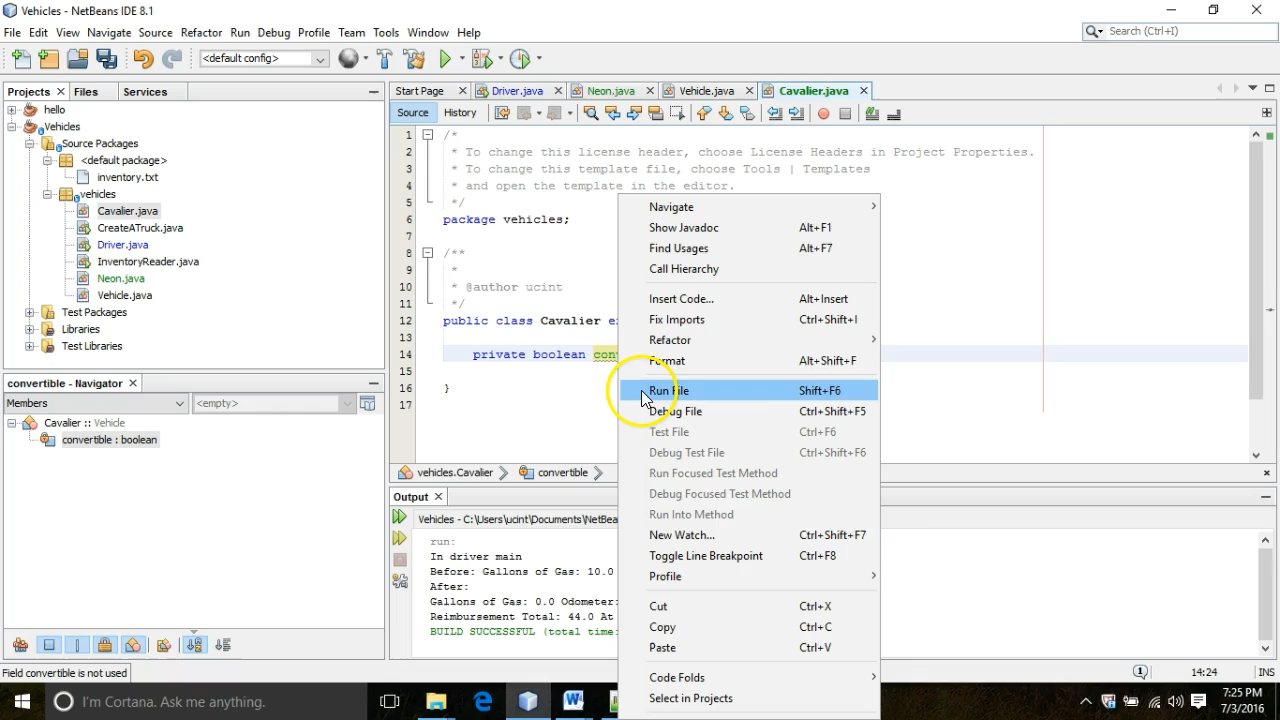 Vehicles - NetBeans IDE 8.1
File Edit View Navigate Source Refactor Run Debug Profile Team Tools Window Help
Search (Ctrl+I)
<default config>
Projects Files Services
Start Page Driver.java Neon.java Vehicle.java Cavalier.java
Source History
hello
Vehicles
Source Packages
<default package>
inventory.txt
vehicles
Cavalier.java
CreateATruck.java
Driver.java
InventoryReader.java
Neon.java
Vehicle.java
Test Packages
Libraries
Test Libraries
1 /*
2 * To change this license header, choose License Headers in Project Properties.
3 * To change this template file, choose Tools | Templates
4 * and open the template in the editor.
5 */
6 package vehicles;
7
8 /**
9 *
10 * @author ucint
11 */
12 public class Cavalier
13
14 private boolean
15
16 }
17
Navigate
Show Javadoc Alt+F1
Find Usages Alt+F7
Call Hierarchy
Insert Code... Alt+Insert
Fix Imports Ctrl+Shift+I
Refactor
Format Alt+Shift+F
Run File Shift+F6
Debug File Ctrl+Shift+F5
Test File Ctrl+F6
Debug Test File Ctrl+Shift+F6
Run Focused Test Method
Debug Focused Test Method
Run Into Method
New Watch... Ctrl+Shift+F7
Toggle Line Breakpoint Ctrl+F8
Profile
Cut Ctrl+X
Copy Ctrl+C
Paste Ctrl+V
Code Folds
Select in Projects
convertible - Navigator
Members <empty>
Cavalier :: Vehicle
convertible : boolean
vehicles.Cavalier convertible
Output
Vehicles - C:\Users\ucint\Documents\NetBea
run:
In driver main
Before: Gallons of Gas: 10.0
After:
Gallons of Gas: 0.0 Odometer:
Reimbursement Total: 44.0 At
BUILD SUCCESSFUL (total time:
Field convertible is not used
14:24 INS
I'm Cortana. Ask me anything.
7:25 PM
7/3/2016